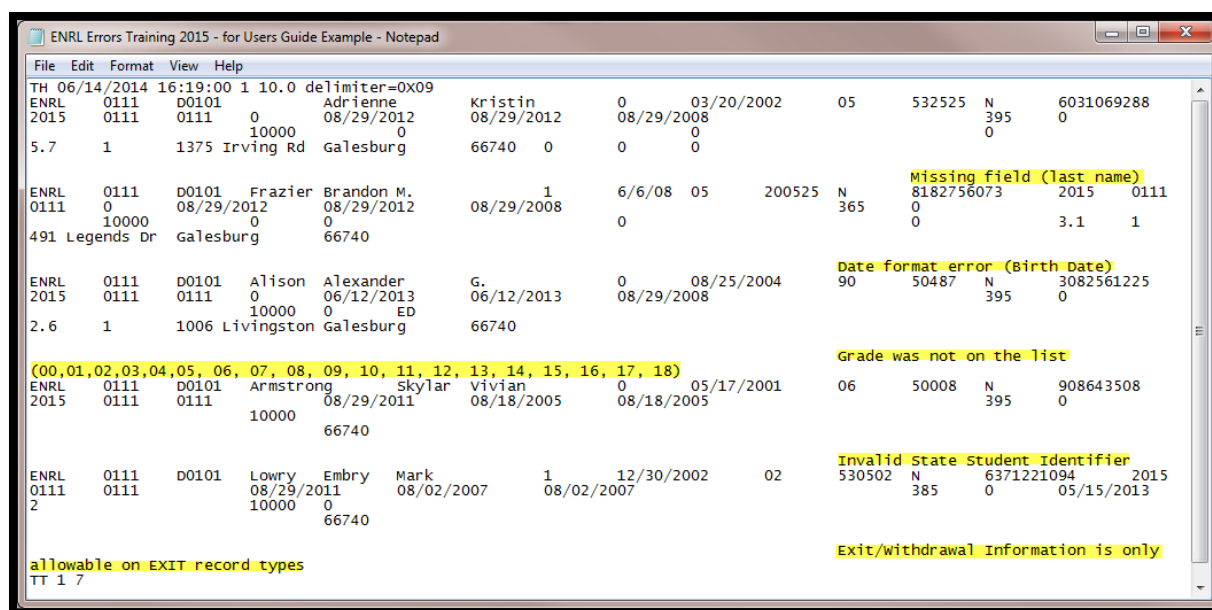 ENRL Errors Training 2015 - for Users Guide Example - Notepad
File Edit Format View Help
TH 06/14/2014 16:19:00 1 10.0 delimiter=0X09
ENRL 0111 D0101 Adrienne Kristin 0 03/20/2002 05 532525 N 6031069288
2015 0111 0111 0 08/29/2012 08/29/2012 08/29/2008 395 0
10000 0 0 0
5.7 1 1375 Irving Rd Galesburg 66740 0 0 0
Missing field (last name)
ENRL 0111 D0101 Frazier Brandon M. 1 6/6/08 05 200525 N 8182756073 2015 0111
0111 0 08/29/2012 08/29/2012 08/29/2008 365 0
10000 0 0 0 0 3.1 1
491 Legends Dr Galesburg 66740
Date format error (Birth Date)
ENRL 0111 D0101 Alison Alexander G. 0 08/25/2004 90 50487 N 3082561225
2015 0111 0111 0 06/12/2013 06/12/2013 08/29/2008 395 0
10000 0 ED
2.6 1 1006 Livingston Galesburg 66740
Grade was not on the list
(00,01,02,03,04,05, 06, 07, 08, 09, 10, 11, 12, 13, 14, 15, 16, 17, 18)
ENRL 0111 D0101 Armstrong Skylar Vivian 0 05/17/2001 06 50008 N 908643508
2015 0111 0111 08/29/2011 08/18/2005 08/18/2005 395 0
10000
66740
Invalid State Student Identifier
ENRL 0111 D0101 Lowry Embry Mark 1 12/30/2002 02 530502 N 6371221094 2015
0111 0111 08/29/2011 08/02/2007 08/02/2007 385 0 05/15/2013
2 10000 0
66740
Exit/Withdrawal Information is only
allowable on EXIT record types
TT 1 7